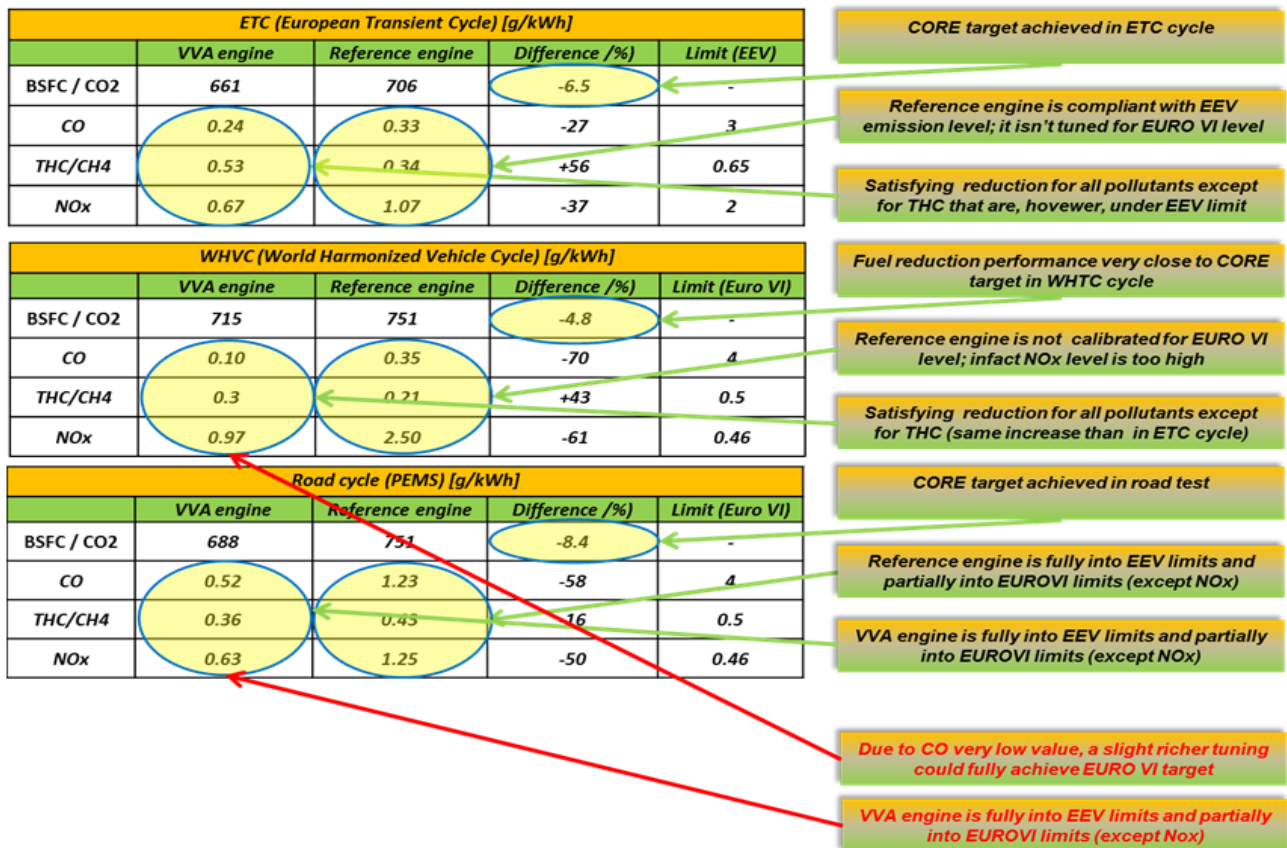 ETC (European Transient Cycle) [g/kWh]
VVA engine Reference engine Difference /%) Limit (EEV)
BSFC / CO2 661 706 -6.5 -
CO 0.24 0.33 -27 3
THC/CH4 0.53 0.34 +56 0.65
NOx 0.67 1.07 -37 2
CORE target achieved in ETC cycle
Reference engine is compliant with EEV
emission level; it isn't tuned for EURO VI level
Satisfying reduction for all pollutants except
for THC that are, hovewer, under EEV limit
WHVC (World Harmonized Vehicle Cycle) [g/kWh]
VVA engine Reference engine Difference /%) Limit (Euro VI)
BSFC / CO2 715 751 -4.8 -
CO 0.10 0.35 -70 4
THC/CH4 0.3 0.21 +43 0.5
NOx 0.97 2.50 -61 0.46
Fuel reduction performance very close to CORE
target in WHTC cycle
Reference engine is not calibrated for EURO VI
level; infact NOx level is too high
Satisfying reduction for all pollutants except
for THC (same increase than in ETC cycle)
Road cycle (PEMS) [g/kWh]
VVA engine Reference engine Difference /%) Limit (Euro VI)
BSFC / CO2 688 751 -8.4 -
CO 0.52 1.23 -58 4
THC/CH4 0.36 0.43 -16 0.5
NOx 0.63 1.25 -50 0.46
CORE target achieved in road test
Reference engine is fully into EEV limits and
partially into EUROVI limits (except NOx)
VVA engine is fully into EEV limits and partially
into EUROVI limits (except NOx)
Due to CO very low value, a slight richer tuning
could fully achieve EURO VI target
VVA engine is fully into EEV limits and partially
into EUROVI limits (except Nox)